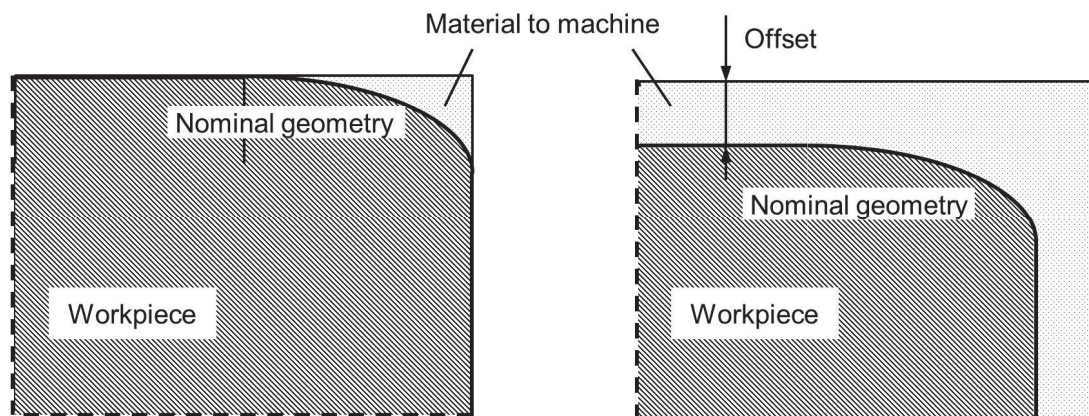 Material to machine
Offset
Nominal geometry
Nominal geometry
Workpiece
Workpiece